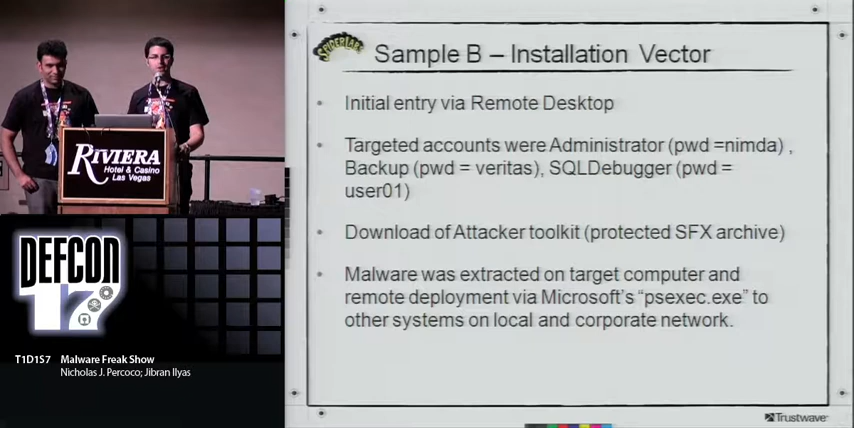 SPIDERLABS
Sample B – Installation Vector
• Initial entry via Remote Desktop
• Targeted accounts were Administrator (pwd =nimda) ,
Backup (pwd = veritas), SQLDebugger (pwd =
user01)
• Download of Attacker toolkit (protected SFX archive)
• Malware was extracted on target computer and
remote deployment via Microsoft's “psexec.exe” to
other systems on local and corporate network.
Trustwave
RIVIERA
Hotel & Casino
Las Vegas
DEFCON
17
T1D1S7 Malware Freak Show
Nicholas J. Percoco; Jibran Ilyas